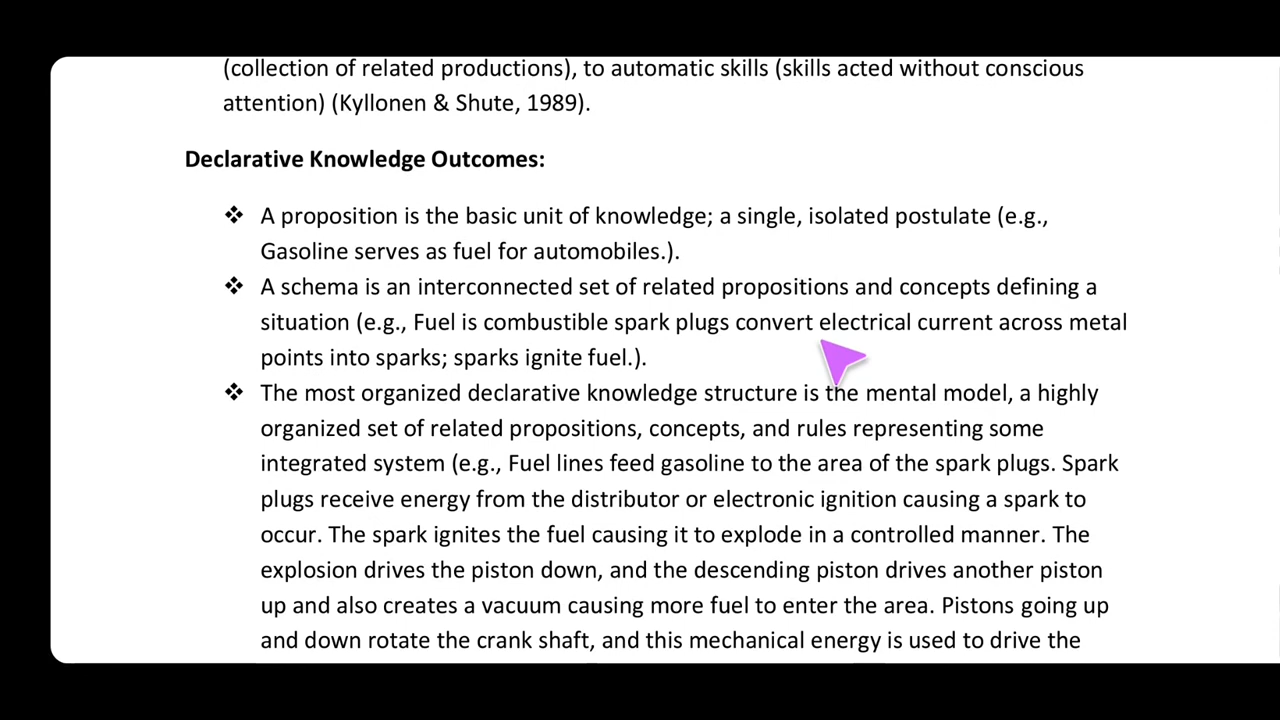 (collection of related productions), to automatic skills (skills acted without conscious
attention) (Kyllonen & Shute, 1989).
Declarative Knowledge Outcomes:
❖ A proposition is the basic unit of knowledge; a single, isolated postulate (e.g.,
Gasoline serves as fuel for automobiles.).
❖ A schema is an interconnected set of related propositions and concepts defining a
situation (e.g., Fuel is combustible spark plugs convert electrical current across metal
points into sparks; sparks ignite fuel.).
❖ The most organized declarative knowledge structure is the mental model, a highly
organized set of related propositions, concepts, and rules representing some
integrated system (e.g., Fuel lines feed gasoline to the area of the spark plugs. Spark
plugs receive energy from the distributor or electronic ignition causing a spark to
occur. The spark ignites the fuel causing it to explode in a controlled manner. The
explosion drives the piston down, and the descending piston drives another piston
up and also creates a vacuum causing more fuel to enter the area. Pistons going up
and down rotate the crank shaft, and this mechanical energy is used to drive the